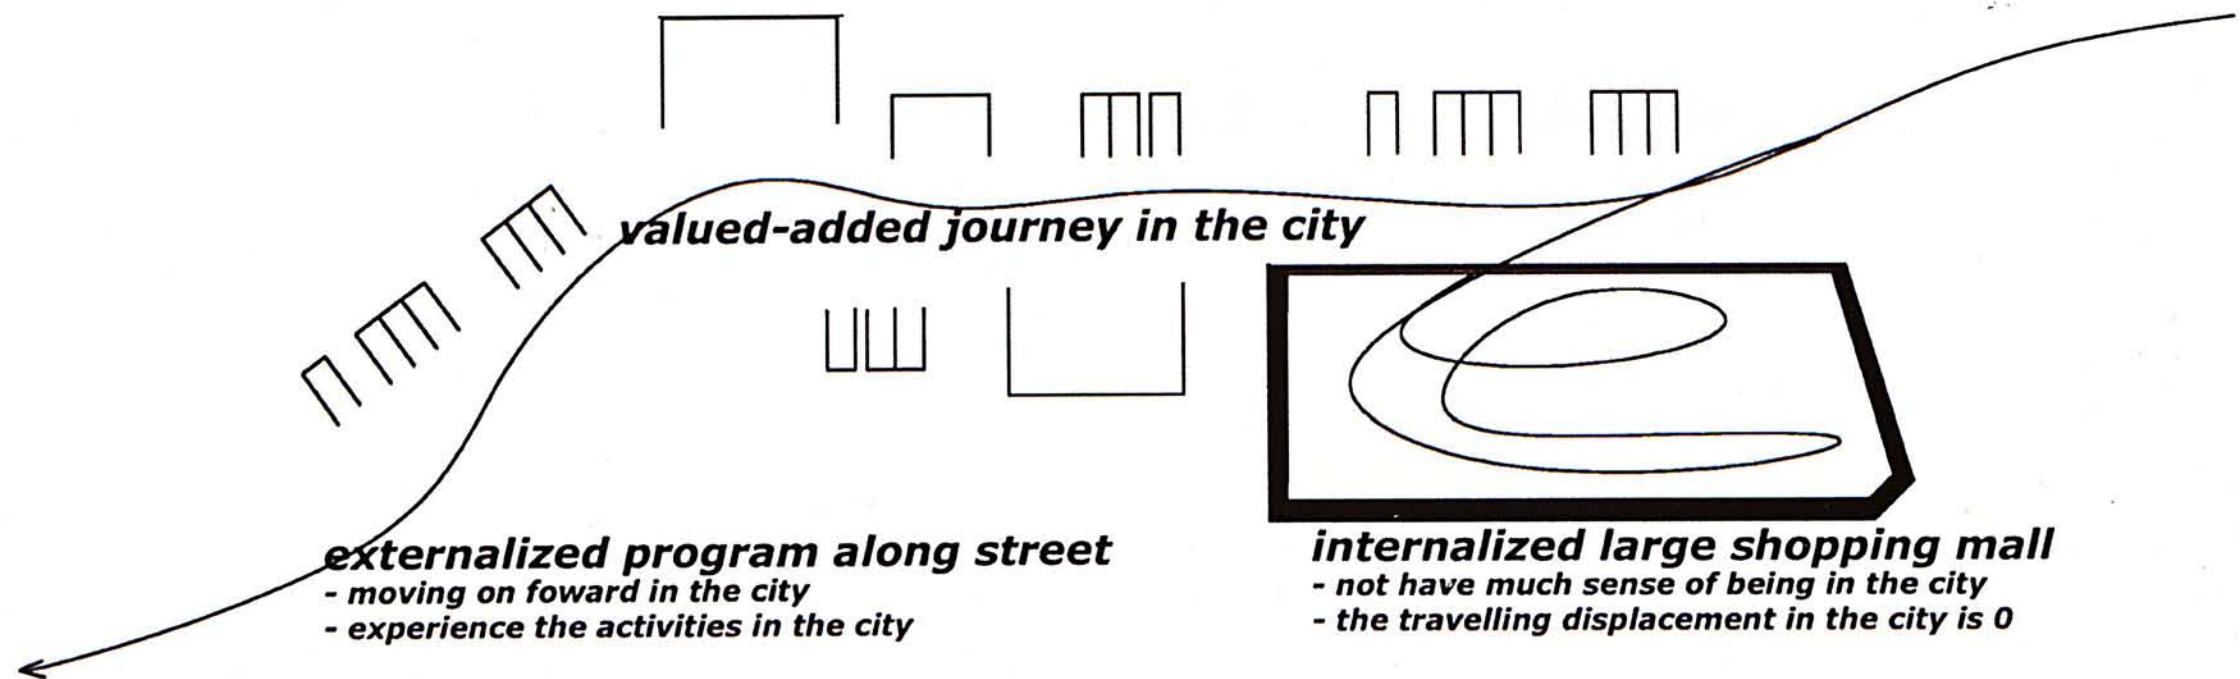 valued-added journey in the city
externalized program along street
- moving on foward in the city
- experience the activities in the city
internalized large shopping mall
- not have much sense of being in the city
- the travelling displacement in the city is 0